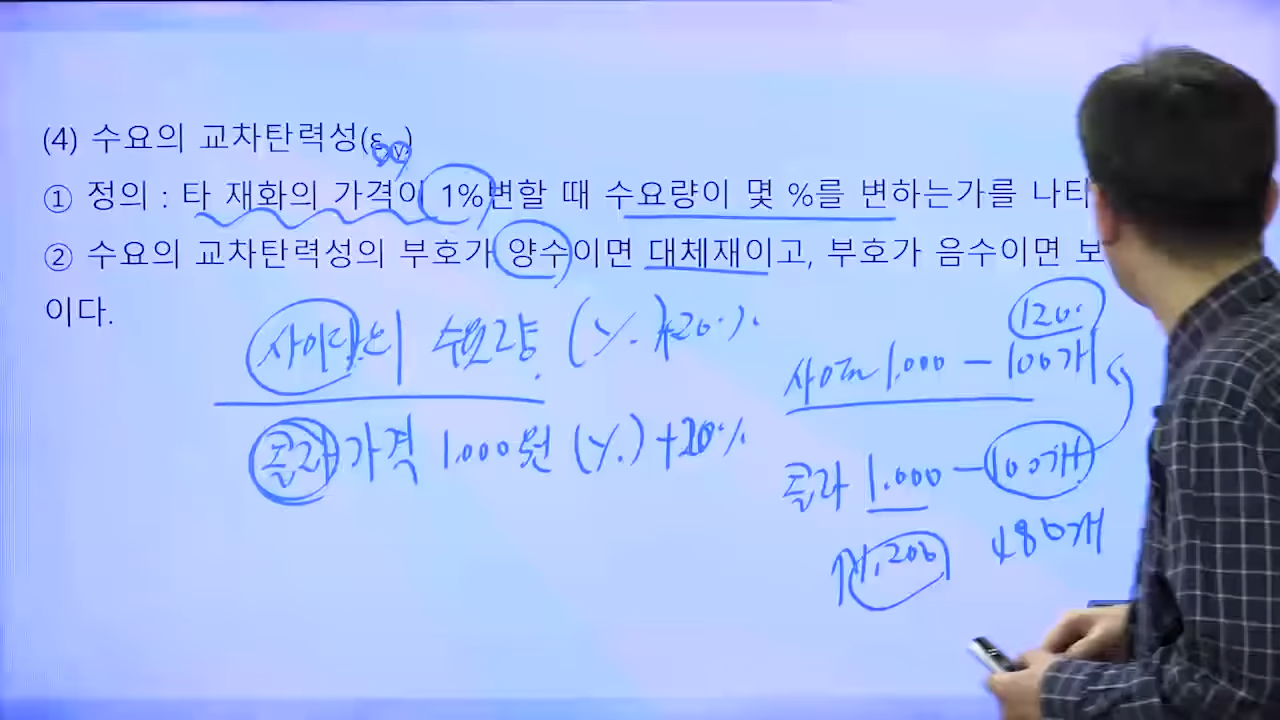 (4) 수요의 교차탄력성(ε
① 정의 : 타 재화의 가격이 1%변할 때 수요량이 몇 %를 변하는가를 나타
② 수요의 교차탄력성의 부호가 양수이면 대체재이고, 부호가 음수이면 보
이다.
사이다의 수요량 (%) +20%
콜라 가격 1.000원 (%) +20%
120
사이다 1.000 - 100개
콜라 1.000 - 100개
1,200
↓80개